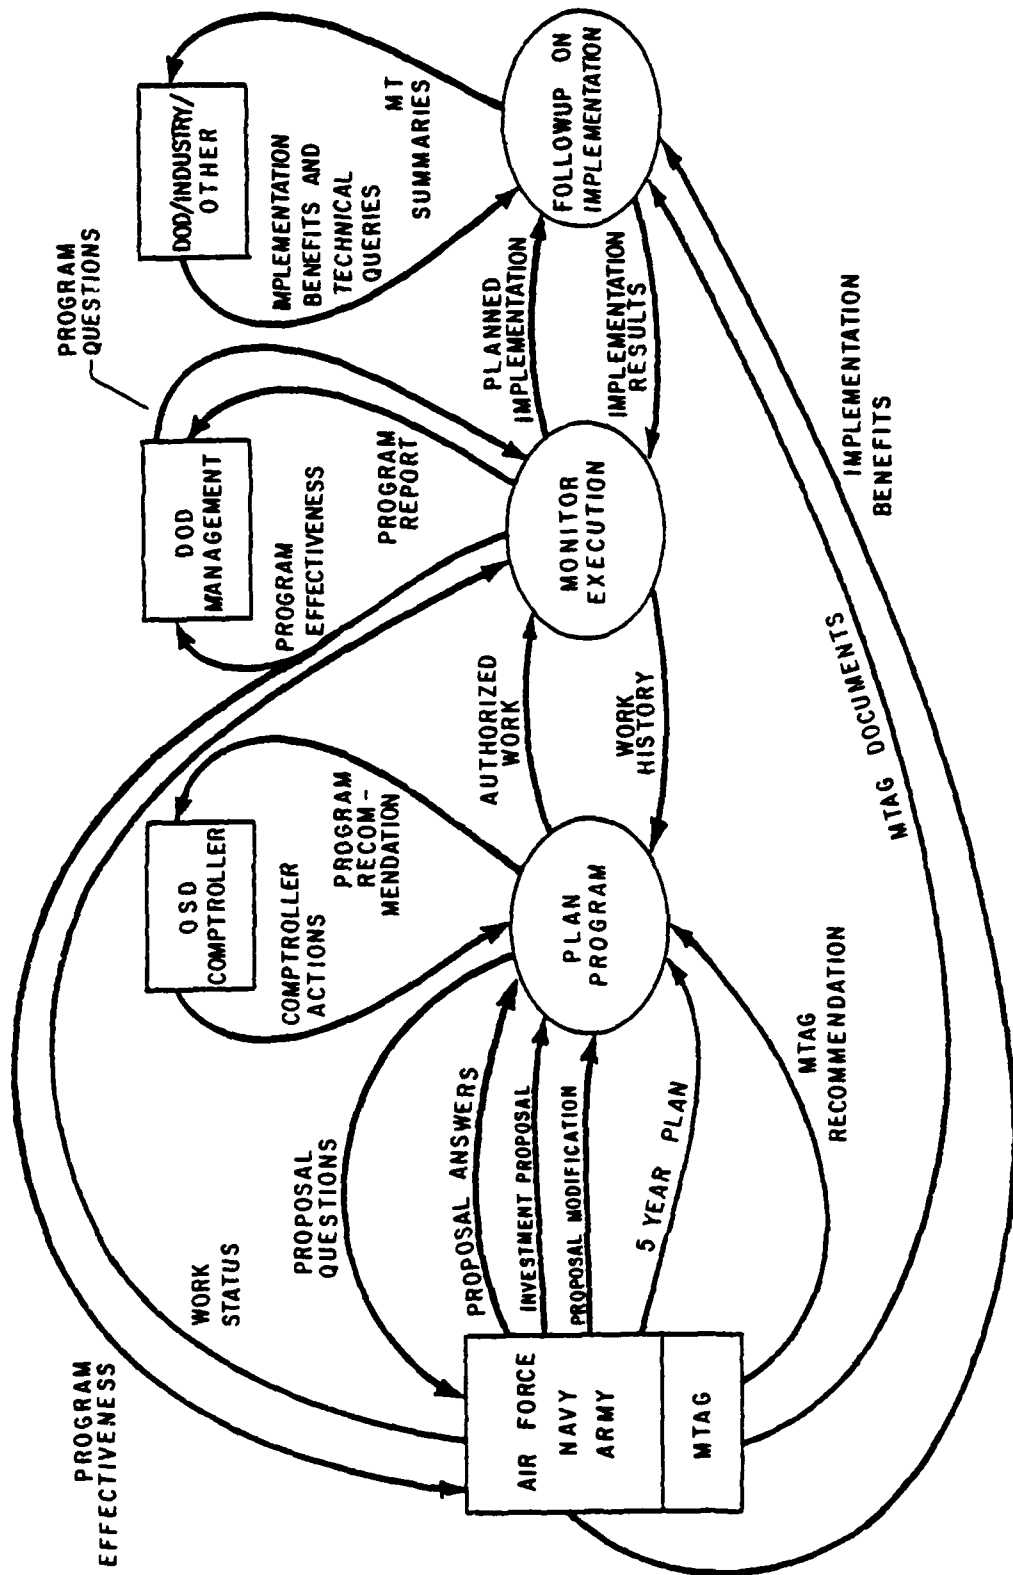 PROGRAM
EFFECTIVENESS
WORK
STATUS
PROGRAM
QUESTIONS
OSD
COMPTROLLER
DOD
MANAGEMENT
DOD/INDUSTRY/
OTHER
PROPOSAL
QUESTIONS
COMPTROLLER
ACTIONS
PROGRAM
RECOM-
MENDATION
PROGRAM
EFFECTIVENESS
PROGRAM
REPORT
IMPLEMENTATION
BENEFITS AND
TECHNICAL
QUERIES
MT
SUMMARIES
PROPOSAL ANSWERS
INVESTMENT PROPOSAL
PROPOSAL MODIFICATION
5 YEAR PLAN
AIR FORCE
NAVY
ARMY
MTAG
PLAN
PROGRAM
AUTHORIZED
WORK
WORK
HISTORY
MONITOR
EXECUTION
PLANNED
IMPLEMENTATION
IMPLEMENTATION
RESULTS
FOLLOWUP ON
IMPLEMENTATION
MTAG
RECOMMENDATION
MTAG DOCUMENTS
IMPLEMENTATION
BENEFITS